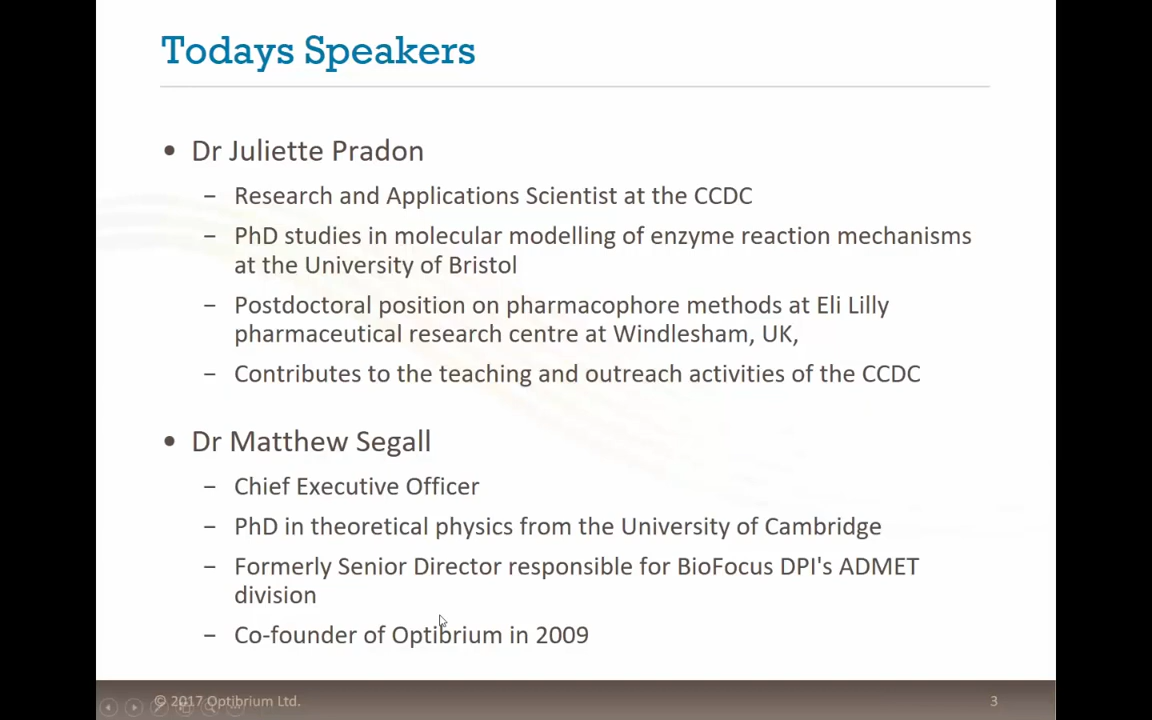 Todays Speakers
• Dr Juliette Pradon
– Research and Applications Scientist at the CCDC
– PhD studies in molecular modelling of enzyme reaction mechanisms
at the University of Bristol
– Postdoctoral position on pharmacophore methods at Eli Lilly
pharmaceutical research centre at Windlesham, UK,
– Contributes to the teaching and outreach activities of the CCDC
• Dr Matthew Segall
– Chief Executive Officer
– PhD in theoretical physics from the University of Cambridge
– Formerly Senior Director responsible for BioFocus DPI's ADMET
division
– Co-founder of Optibrium in 2009
© 2017 Optibrium Ltd.
3